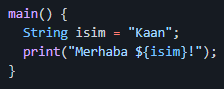 main() {
  String isim = "Kaan";
  print("Merhaba ${isim}!");
}